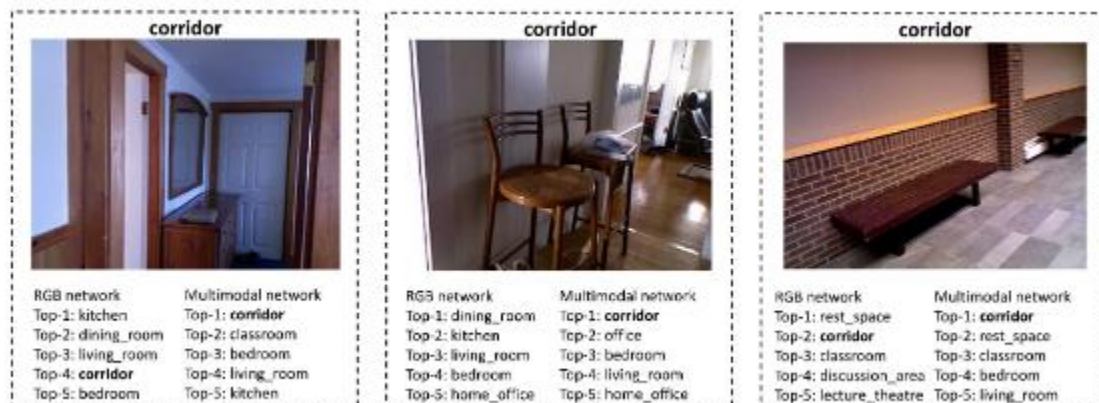 corridor
RGB network
Top-1: kitchen
Top-2: dining_room
Top-3: living_room
Top-4: corridor
Top-5: bedroom
Multimodal network
Top-1: corridor
Top-2: classroom
Top-3: bedroom
Top-4: living_room
Top-5: kitchen
corridor
RGB network
Top-1: dining_room
Top-2: kitchen
Top-3: living_room
Top-4: bedroom
Top-5: home_office
Multimodal network
Top-1: corridor
Top-2: office
Top-3: bedroom
Top-4: living_room
Top-5: home_office
corridor
RGB network
Top-1: rest_space
Top-2: corridor
Top-3: classroom
Top-4: discussion_area
Top-5: lecture_theatre
Multimodal network
Top-1: corridor
Top-2: rest_space
Top-3: classroom
Top-4: bedroom
Top-5: living_room